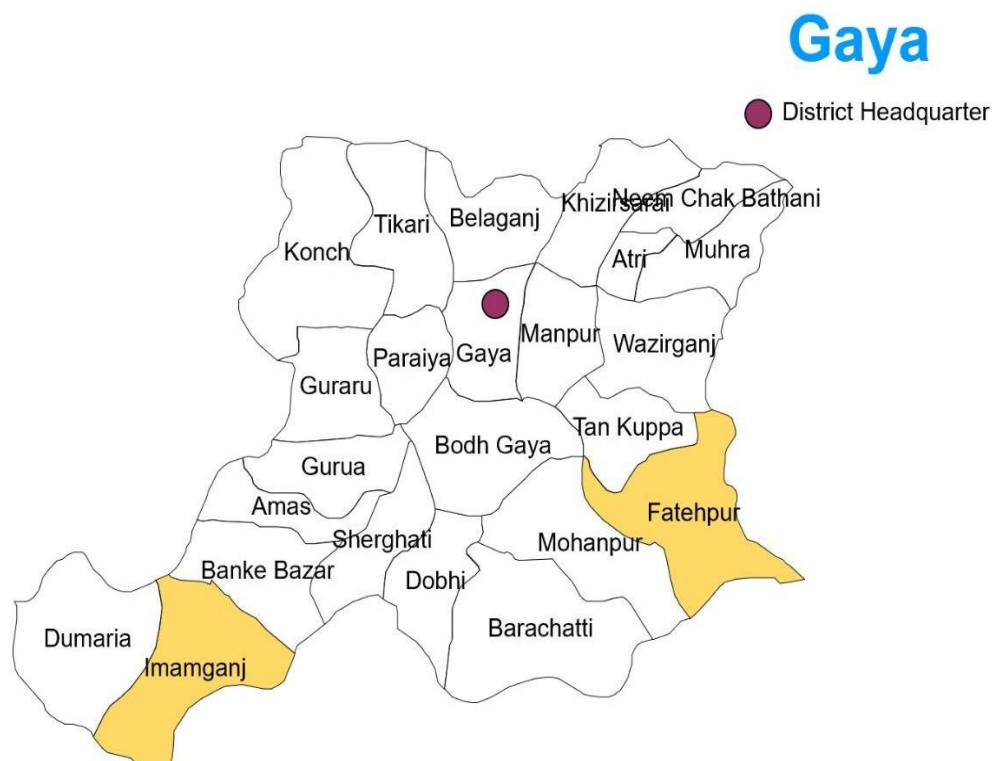 Gaya
District Headquarter
Khizirsarai
Neem Chak Bathani
Tikari
Belaganj
Konch
Atri
Muhra
Manpur
Wazirganj
Paraiya
Gaya
Guraru
Tan Kuppa
Bodh Gaya
Gurua
Amas
Fatehpur
Sherghati
Mohanpur
Banke Bazar
Dobhi
Barachatti
Dumaria
Imamganj